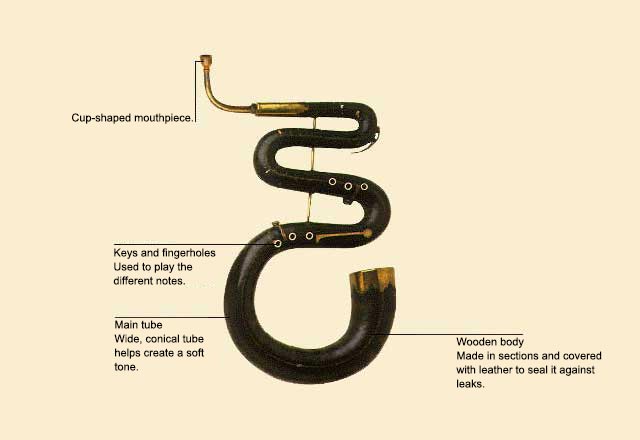 Cup-shaped mouthpiece.
Keys and fingerholes
Used to play the
different notes.
Main tube
Wide, conical tube
helps create a soft
tone.
Wooden body
Made in sections and covered
with leather to seal it against
leaks.